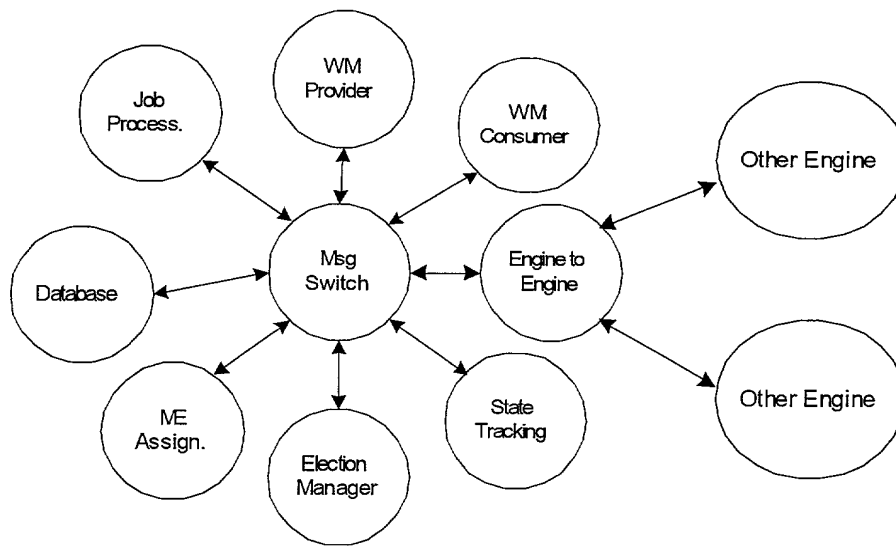 WM
Provider
Job
Process.
WM
Consumer
Other Engine
Msg
Switch
Engine to
Engine
Database
Other Engine
ME
Assign.
State
Tracking
Election
Manager